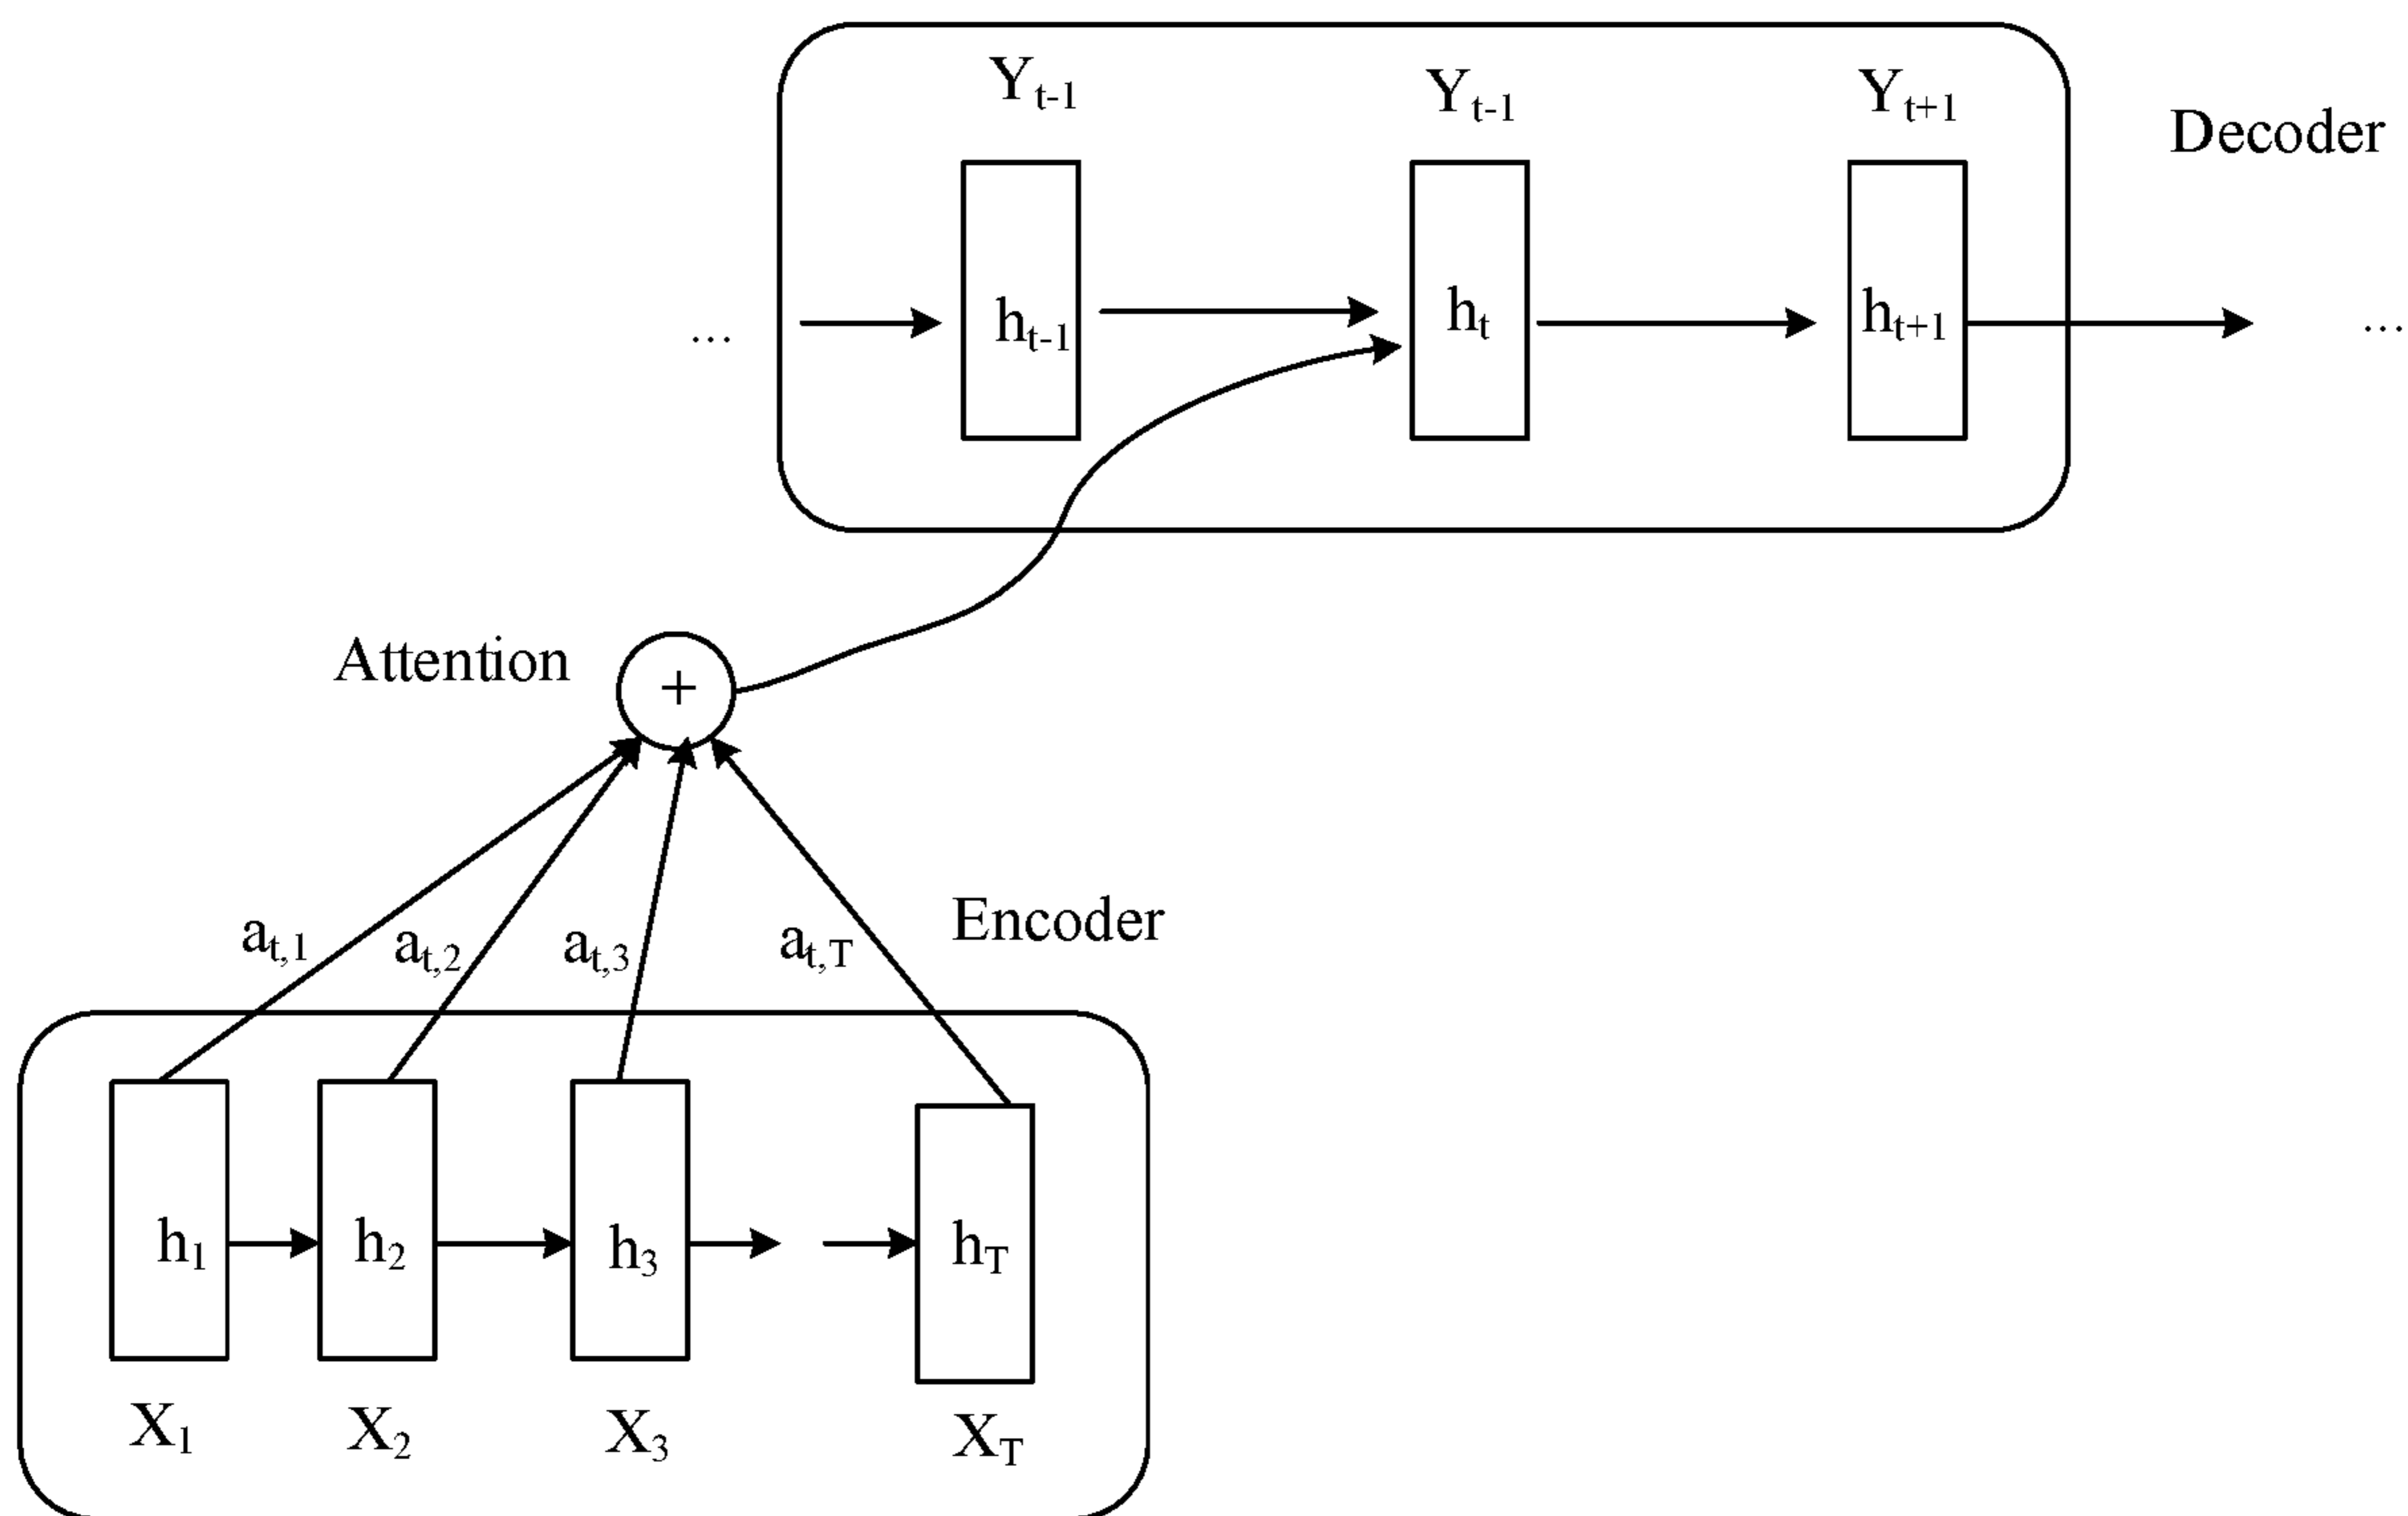 Yt-1 Yt-1 Yt+1
Decoder
... ht-1 ht ht+1 ...
Attention +
Encoder
at,1 at,2 at,3 at,T
h1 h2 h3 hT
X1 X2 X3 XT